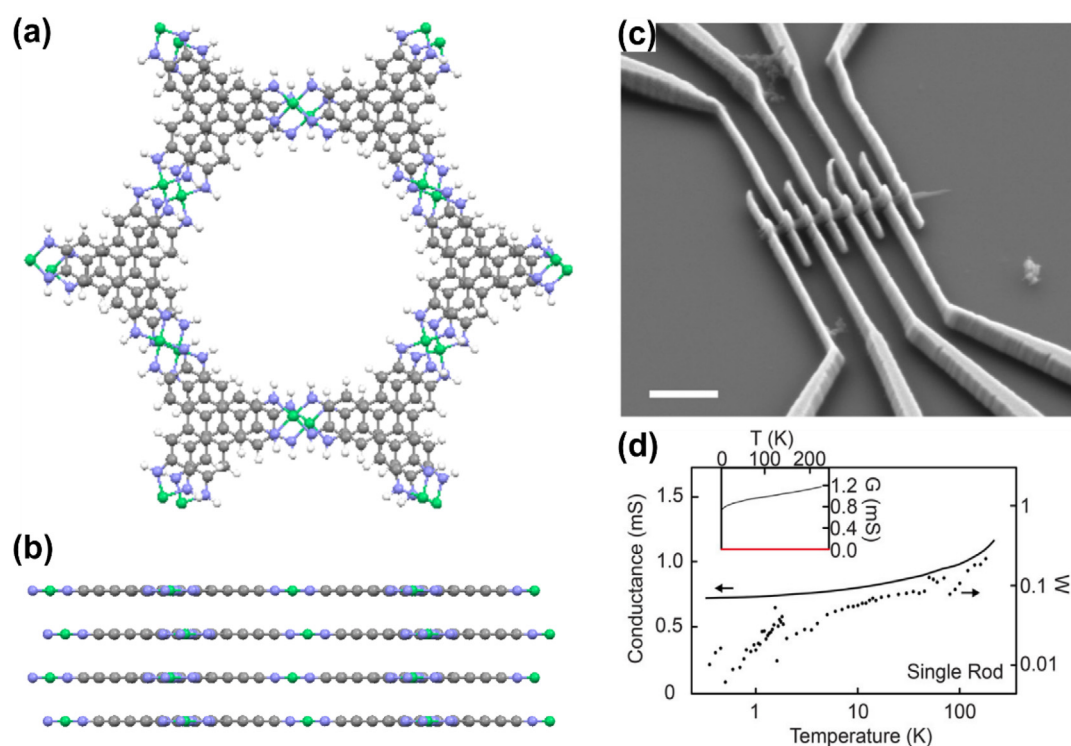 (a)
(b)
(c)
(d)
T (K)
0 100 200
1.2
0.8
0.4
0.0
G (mS)
Conductance (mS)
1.5
1.0
0.5
0
1
0.1
0.01
W
Single Rod
1 10 100
Temperature (K)